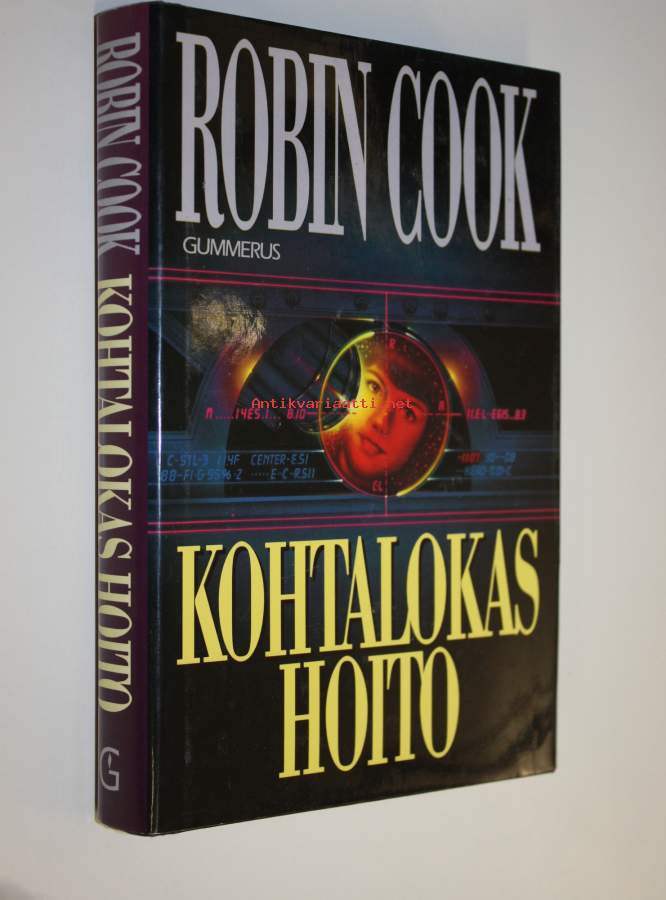 ROBIN COOK
GUMMERUS
Antikvariaatti.net
KOHTALOKAS
HOITO
ROBIN COOK KOHTALOKAS HOITO
G
CENTER-ESI